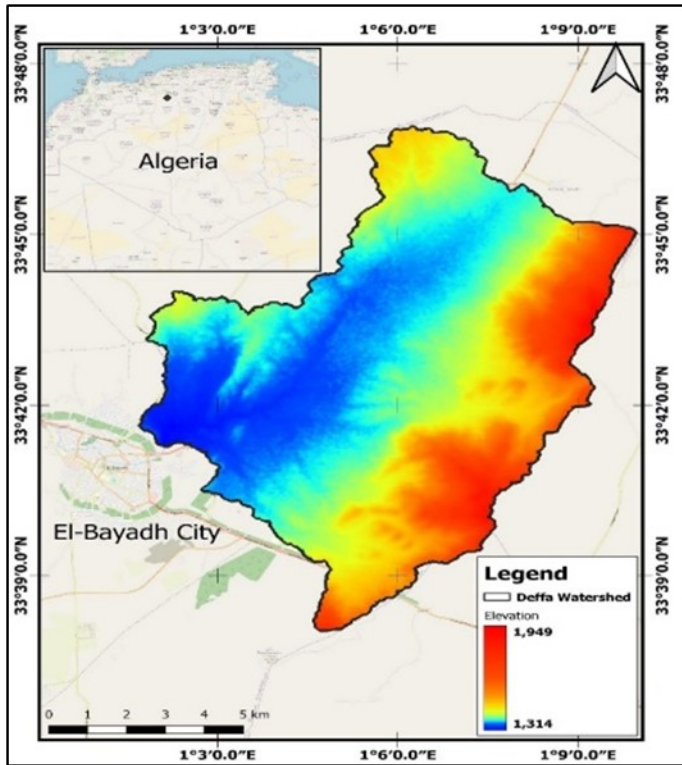 1°3'0.0"E
1°6'0.0"E
1°9'0.0"E
33°48'0.0"N
33°48'0.0"N
Algeria
33°45'0.0"N
33°45'0.0"N
33°42'0.0"N
33°42'0.0"N
El-Bayadh City
33°39'0.0"N
33°39'0.0"N
Legend
Deffa Watershed
Elevation
1,949
1,314
0 1 2 3 4 5 km
1°3'0.0"E
1°6'0.0"E
1°9'0.0"E